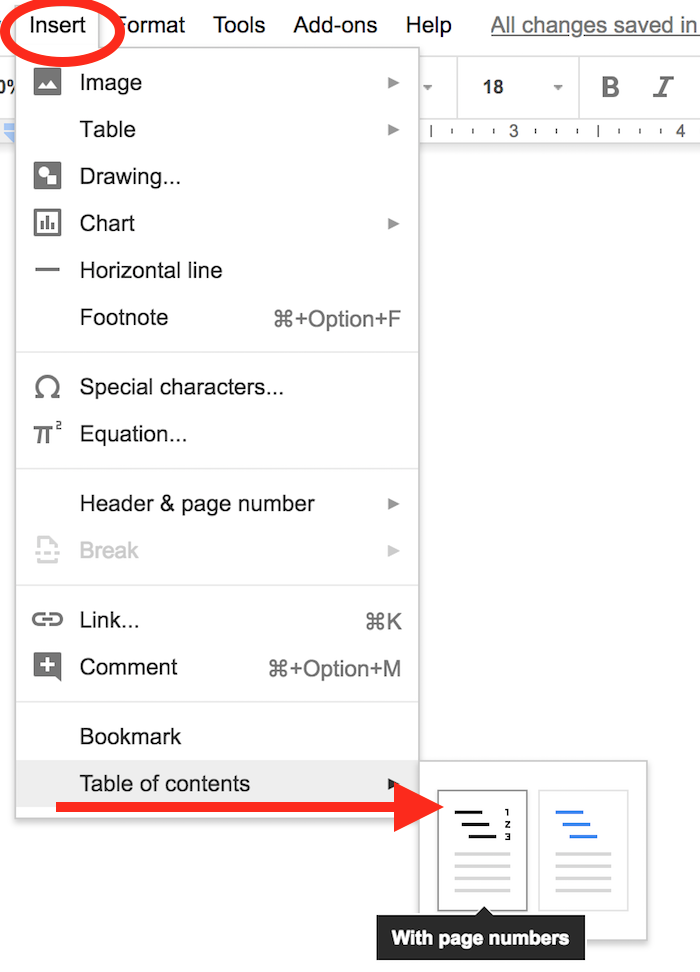 Insert Format Tools Add-ons Help All changes saved in
0% 18 B I
3 4
Image
Table
Drawing...
Chart
Horizontal line
Footnote ⌘+Option+F
Special characters...
π² Equation...
Header & page number
Break
Link... ⌘K
Comment ⌘+Option+M
Bookmark
Table of contents
1
2
3
With page numbers